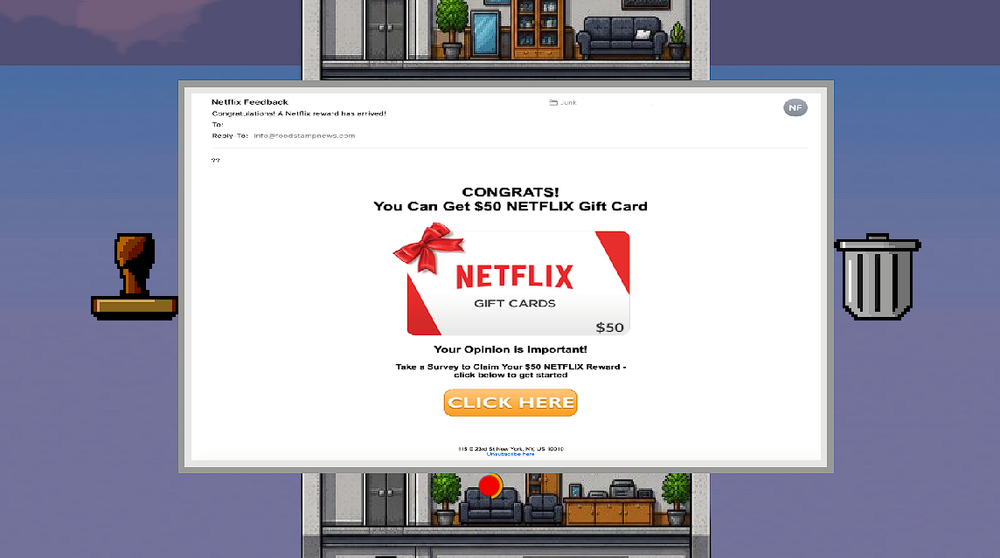 Netflix Feedback
Junk
NF
Congratulations! A Netflix reward has arrived!
To:
Reply-To: info@foodstampnews.com
??
CONGRATS!
You Can Get $50 NETFLIX Gift Card
NETFLIX
GIFT CARDS
$50
Your Opinion is Important!
Take a Survey to Claim Your $50 NETFLIX Reward -
click below to get started
CLICK HERE
115 E 23rd St New York, NY, US 10010
Unsubscribe here